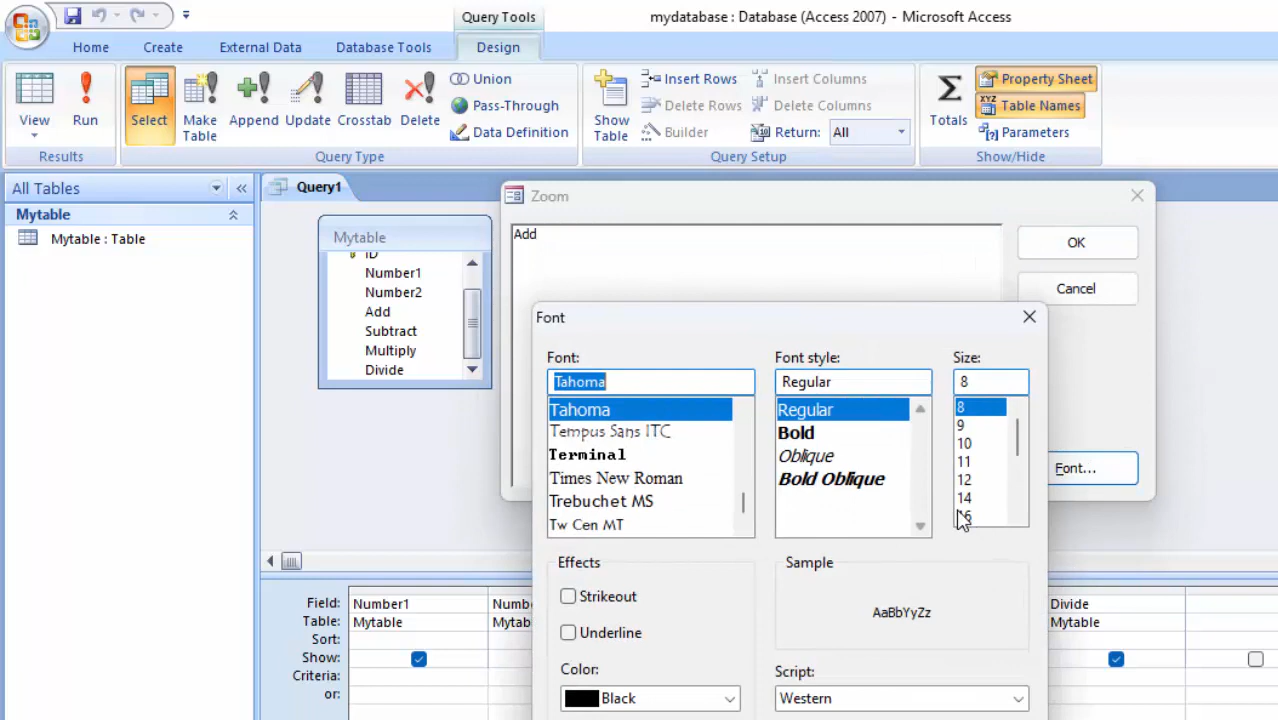 Query Tools
mydatabase : Database (Access 2007) - Microsoft Access
Home
Create
External Data
Database Tools
Design
View
Run
Results
Select
Make Table
Append
Update
Crosstab
Delete
Union
Pass-Through
Data Definition
Query Type
Show Table
Insert Rows
Delete Rows
Builder
Insert Columns
Delete Columns
Return:
All
Query Setup
Totals
Property Sheet
XYZ
Table Names
[?] Parameters
Show/Hide
All Tables
«
Mytable
Mytable : Table
Query1
Mytable
ID
Number1
Number2
Add
Subtract
Multiply
Divide
Zoom
Add
OK
Cancel
Font...
Font
Font:
Tahoma
Tahoma
Tempus Sans ITC
Terminal
Times New Roman
Trebuchet MS
Tw Cen MT
Font style:
Regular
Regular
Bold
Oblique
Bold Oblique
Size:
8
8
9
10
11
12
14
16
Effects
Strikeout
Underline
Color:
Black
Sample
AaBbYyZz
Script:
Western
Field:
Number1
Numb
Divide
Table:
Mytable
Mytab
Mytable
Sort:
Show:
Criteria:
or: